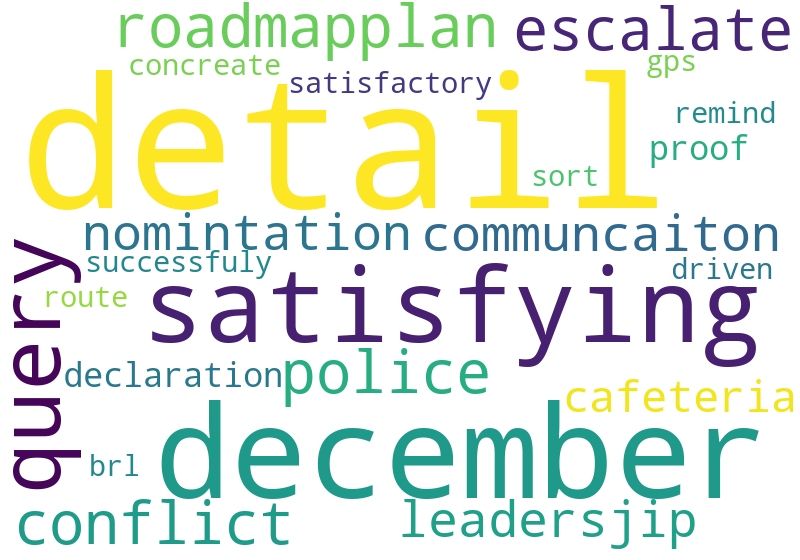 roadmapplan
escalate
concreate
gps
satisfactory
detail
remind
proof
sort
nomintation
communcaiton
successfuly
driven
query
route
satisfying
declaration
police
cafeteria
december
brl
conflict
leadersjip